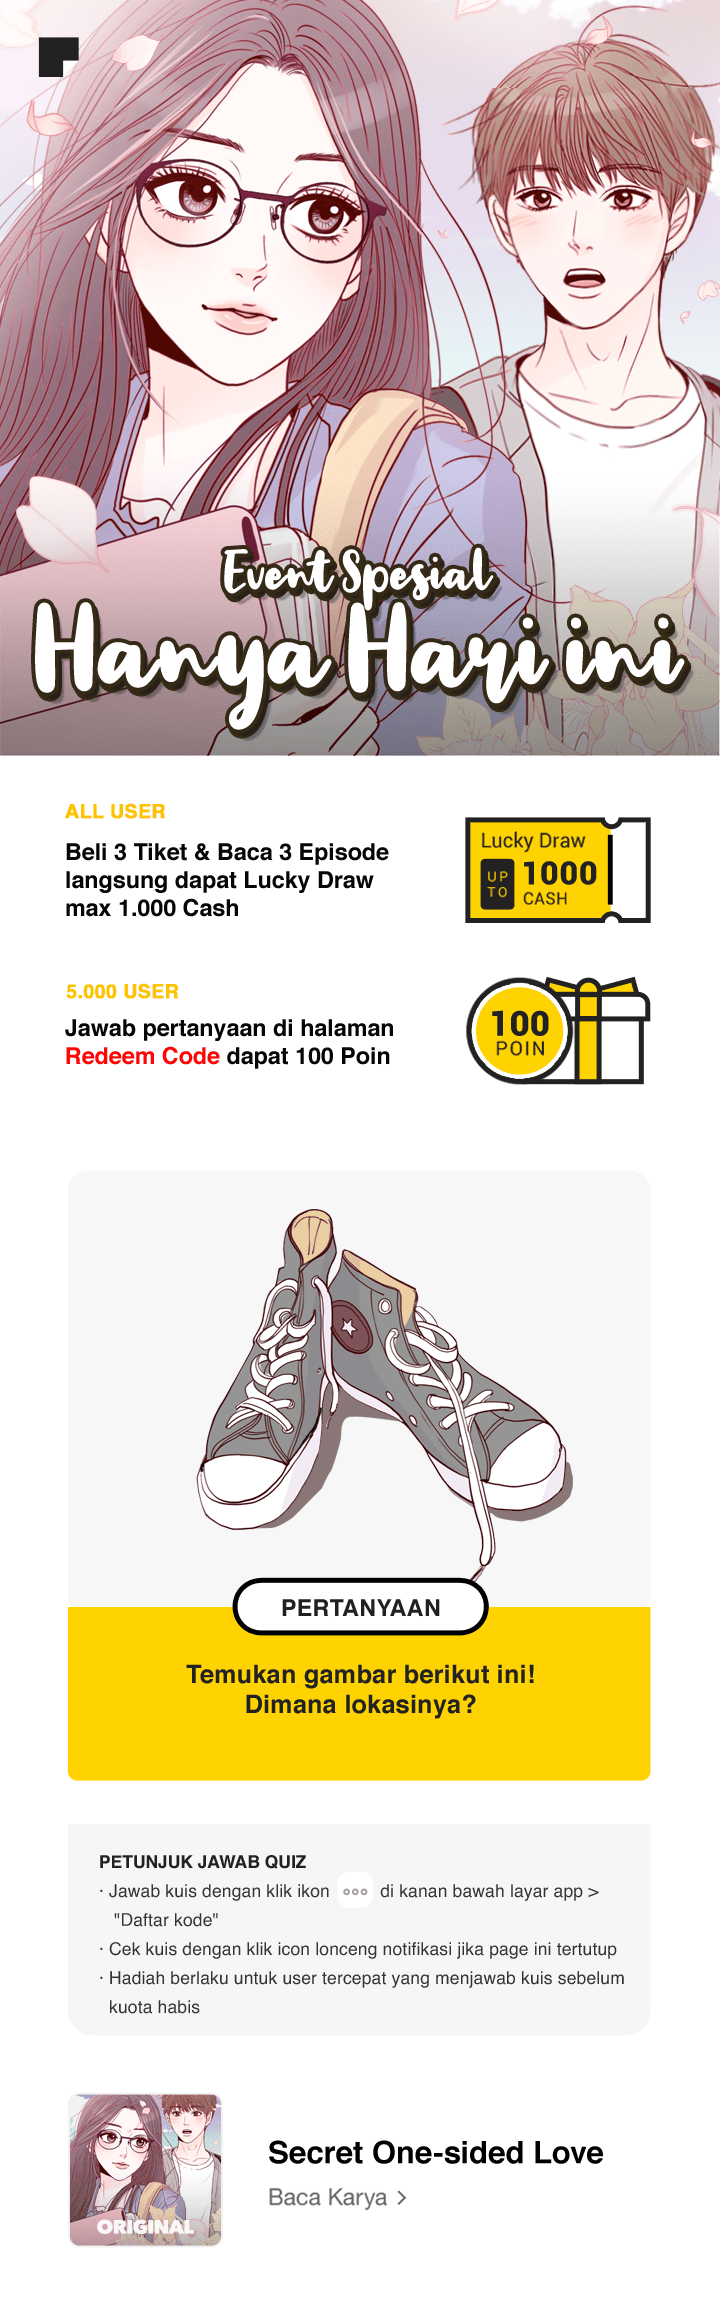 Event Spesial
Hanya Hari ini
ALL USER
Beli 3 Tiket & Baca 3 Episode
langsung dapat Lucky Draw
max 1.000 Cash
Lucky Draw
UP TO
1000
CASH
5.000 USER
Jawab pertanyaan di halaman
Redeem Code dapat 100 Poin
100
POIN
PERTANYAAN
Temukan gambar berikut ini!
Dimana lokasinya?
PETUNJUK JAWAB QUIZ
· Jawab kuis dengan klik ikon di kanan bawah layar app >
"Daftar kode"
· Cek kuis dengan klik icon lonceng notifikasi jika page ini tertutup
· Hadiah berlaku untuk user tercepat yang menjawab kuis sebelum
kuota habis
ORIGINAL
Secret One-sided Love
Baca Karya >